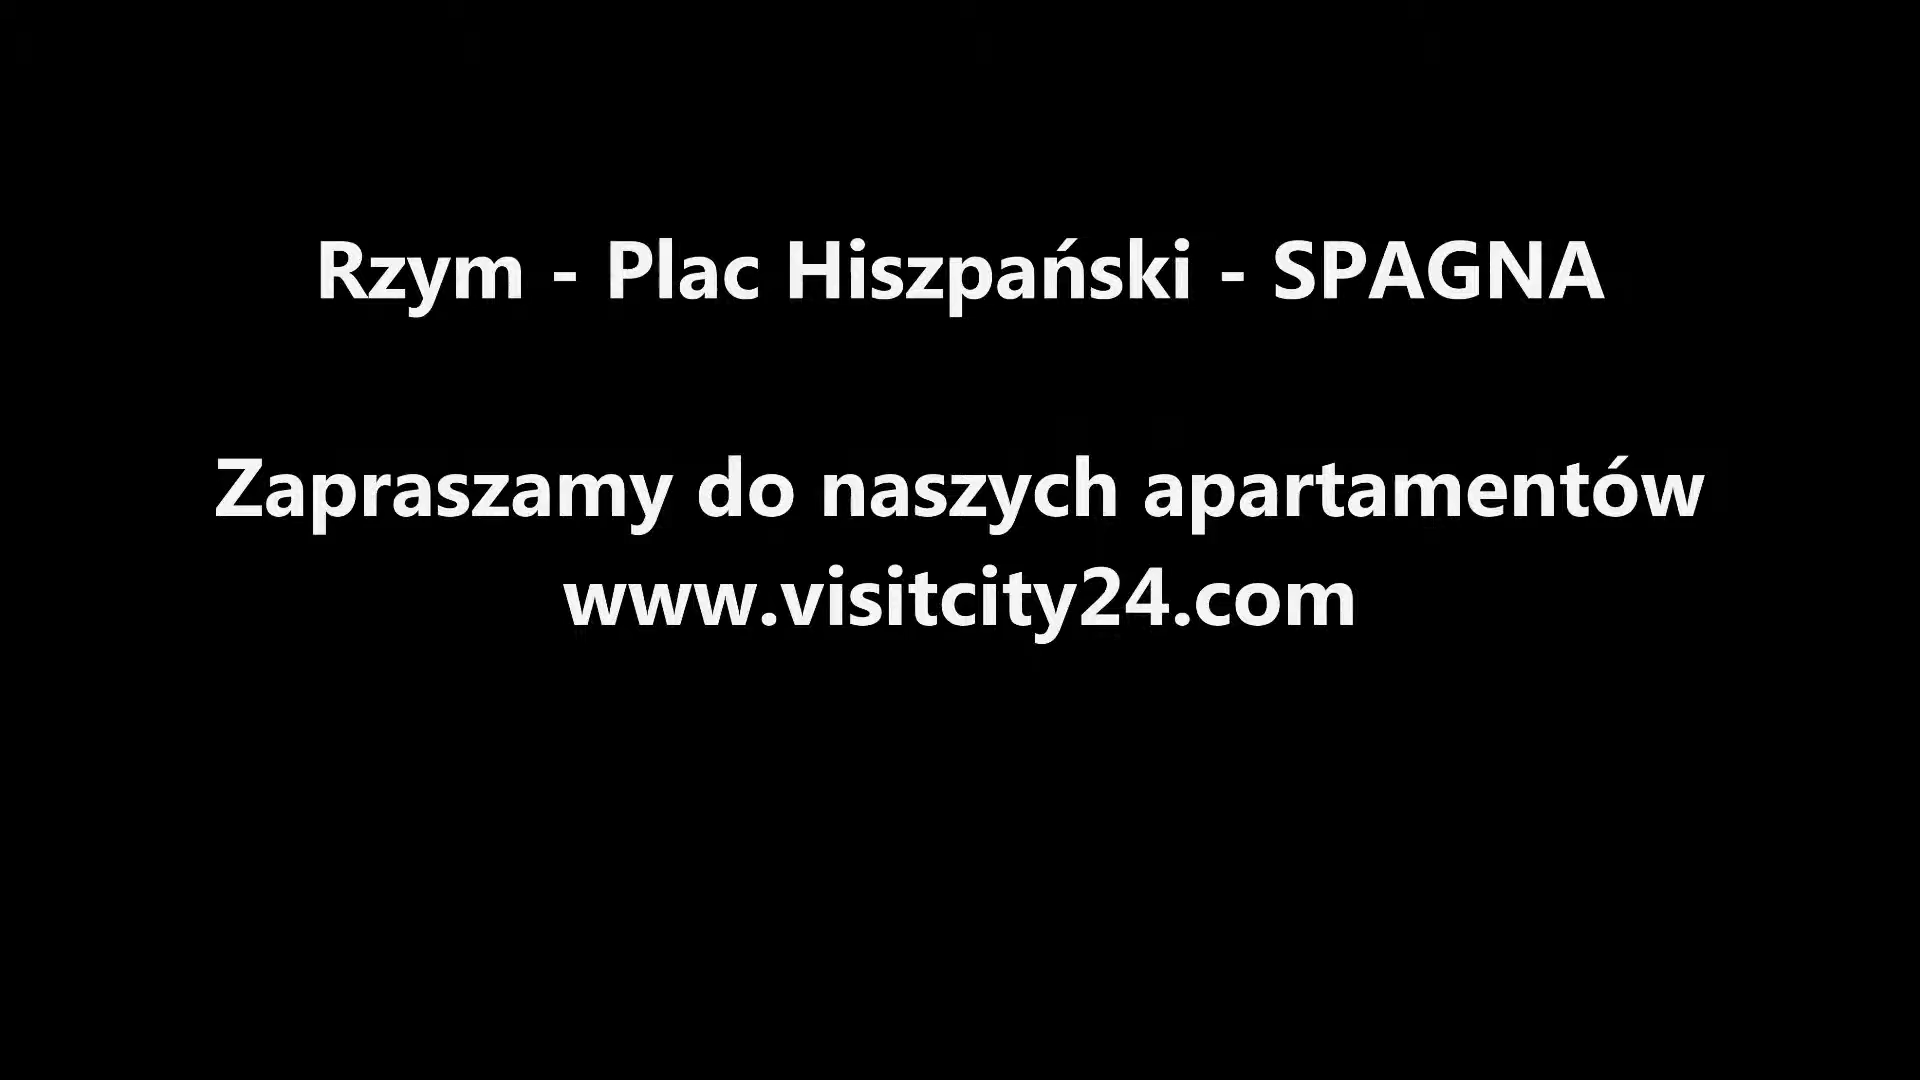 Rzym - Plac Hiszpański - SPAGNA
Zapraszamy do naszych apartamentów
www.visitcity24.com